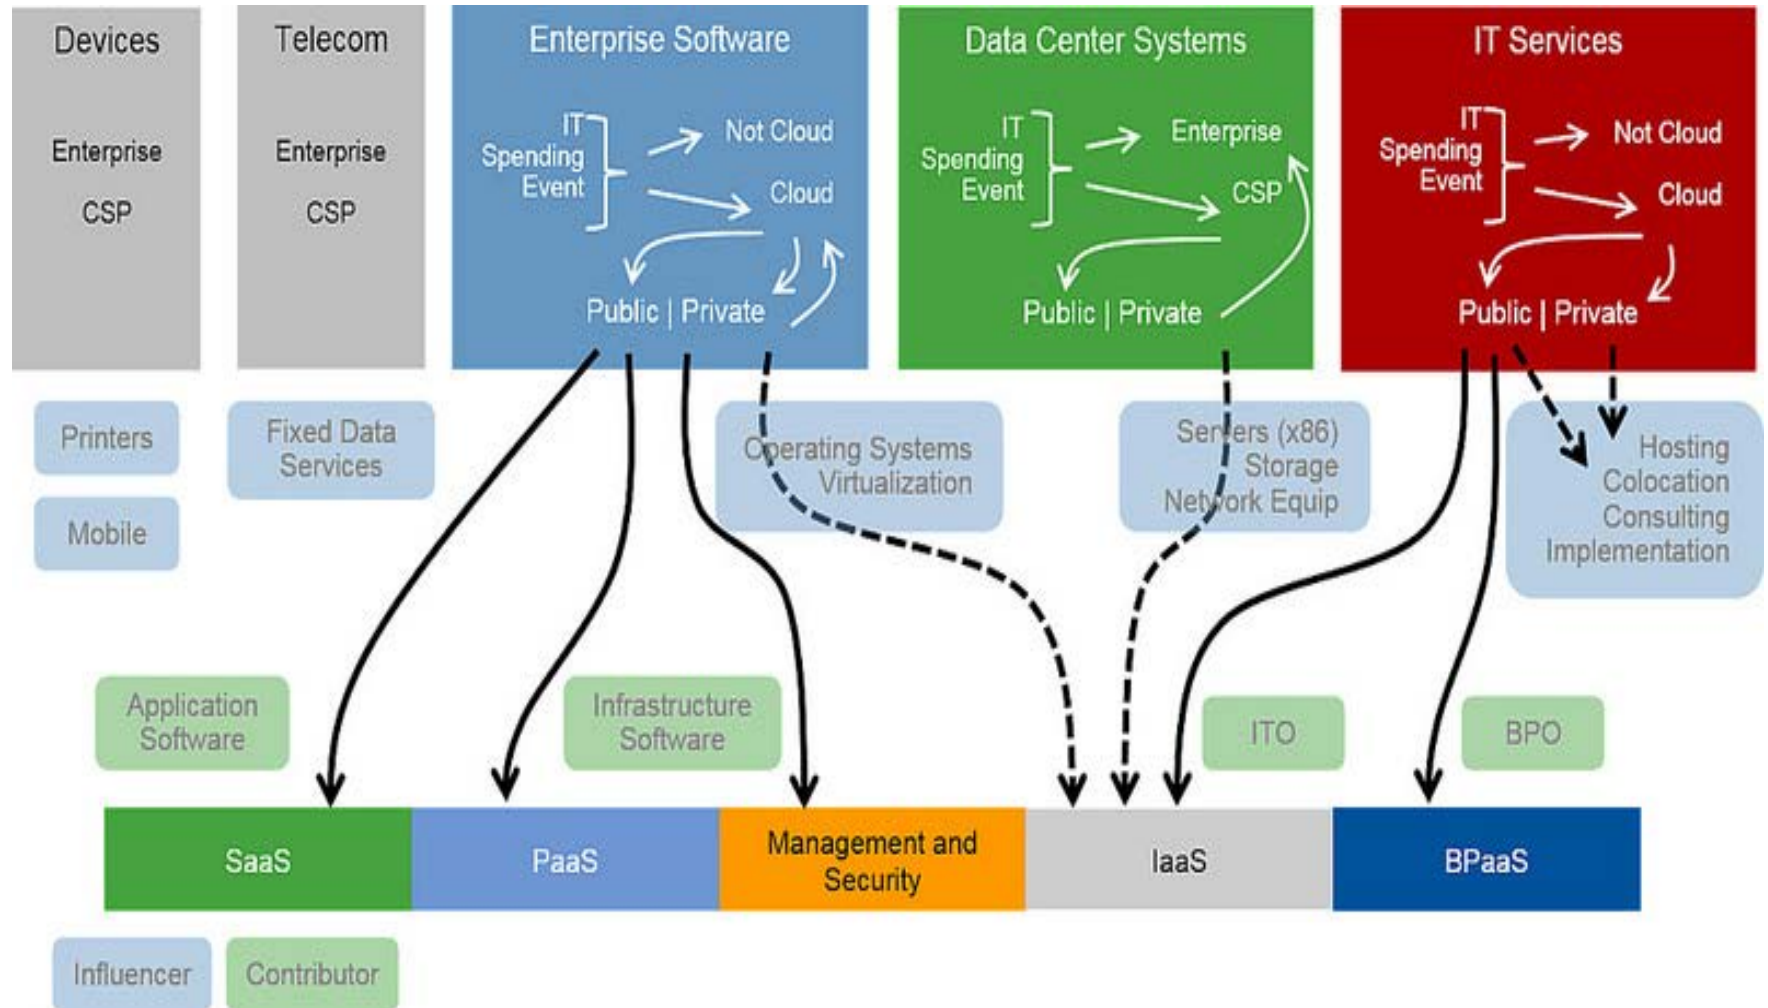 Devices
Enterprise
CSP
Telecom
Enterprise
CSP
Enterprise Software
IT
Spending
Event
Not Cloud
Cloud
Public | Private
Data Center Systems
IT
Spending
Event
Enterprise
CSP
Public | Private
IT Services
IT
Spending
Event
Not Cloud
Cloud
Public | Private
Printers
Mobile
Fixed Data
Services
Operating Systems
Virtualization
Servers (x86)
Storage
Network Equip
Hosting
Colocation
Consulting
Implementation
Application
Software
Infrastructure
Software
ITO
BPO
SaaS
PaaS
Management and
Security
IaaS
BPaaS
Influencer
Contributor